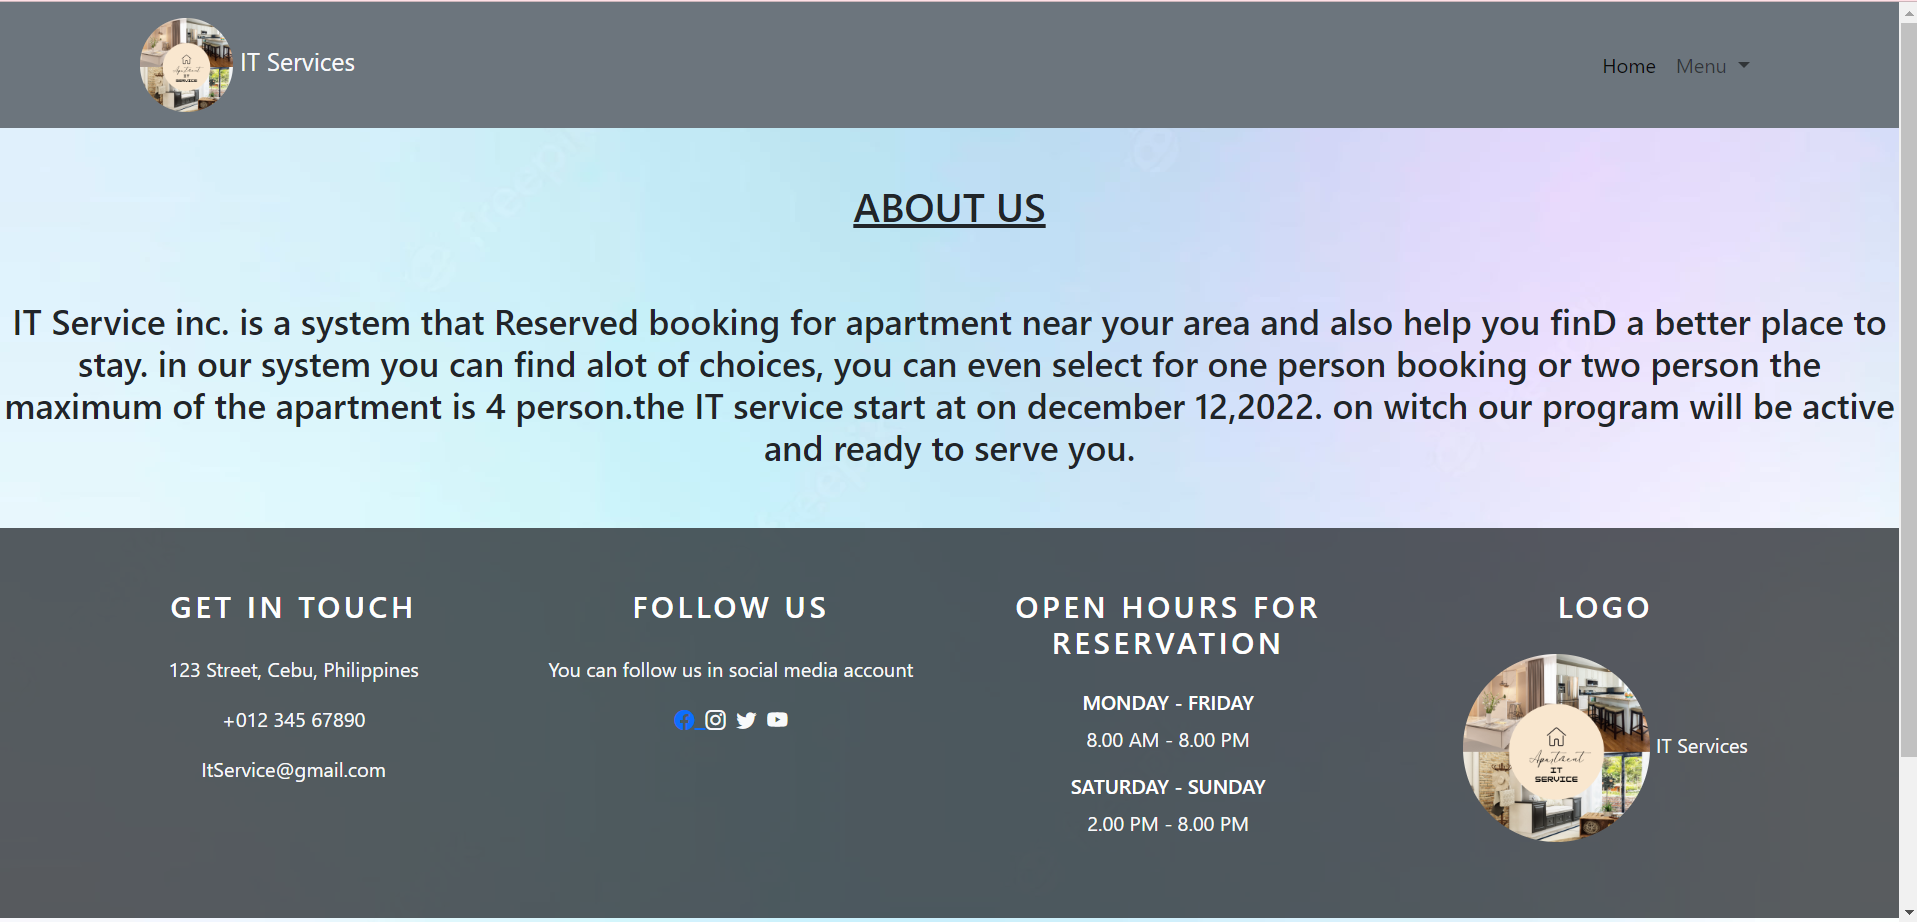 IT Services
Home
Menu
Apartment
IT
SERVICE
ABOUT US
IT Service inc. is a system that Reserved booking for apartment near your area and also help you finD a better place to
stay. in our system you can find alot of choices, you can even select for one person booking or two person the
maximum of the apartment is 4 person.the IT service start at on december 12,2022. on witch our program will be active
and ready to serve you.
GET IN TOUCH
123 Street, Cebu, Philippines
+012 345 67890
ItService@gmail.com
FOLLOW US
You can follow us in social media account
OPEN HOURS FOR
RESERVATION
MONDAY - FRIDAY
8.00 AM - 8.00 PM
SATURDAY - SUNDAY
2.00 PM - 8.00 PM
LOGO
Apartment
IT
SERVICE
IT Services